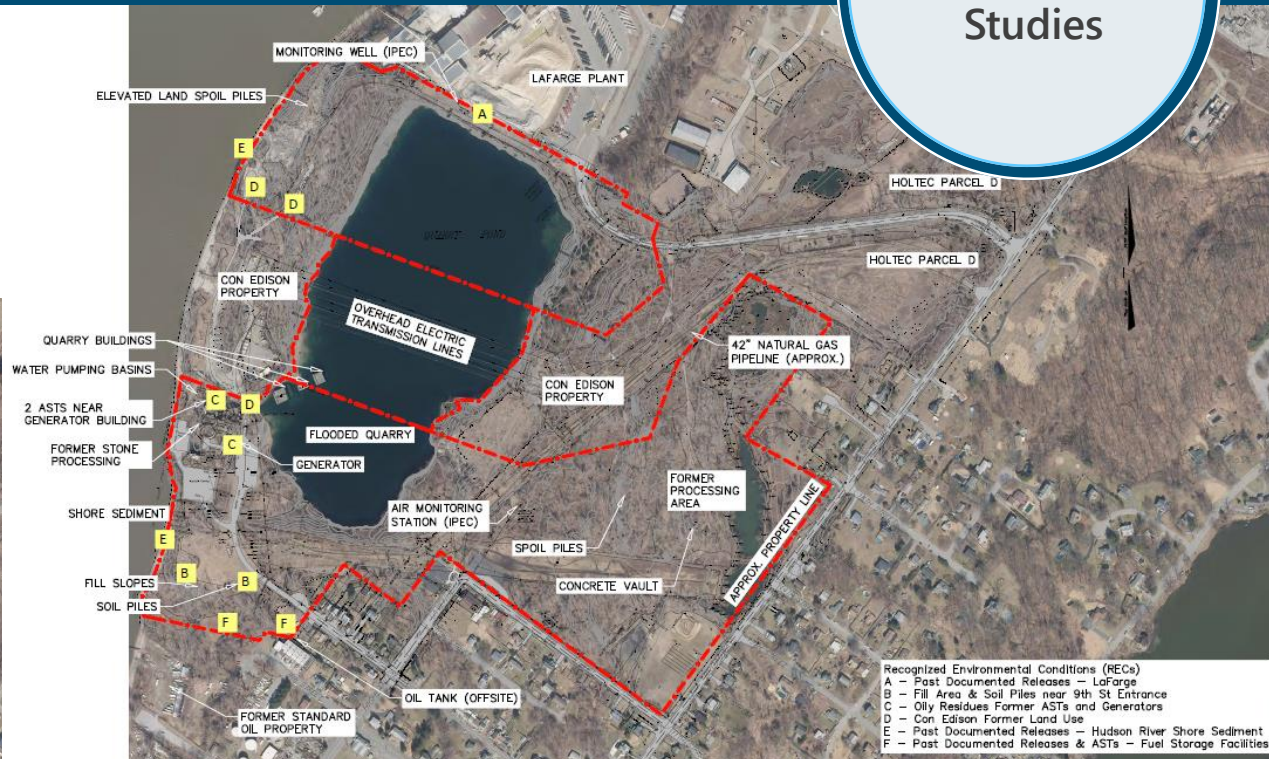 Studies
MONITORING WELL (IPEC)
LAFARGE PLANT
ELEVATED LAND SPOIL PILES
A
E
D
D
HOLTEC PARCEL D
HOLTEC PARCEL D
CON EDISON
PROPERTY
OVERHEAD ELECTRIC
TRANSMISSION LINES
QUARRY BUILDINGS
WATER PUMPING BASINS
42" NATURAL GAS
PIPELINE (APPROX.)
CON EDISON
PROPERTY
2 ASTS NEAR
GENERATOR BUILDING
C
D
FORMER STONE
PROCESSING
C
FLOODED QUARRY
GENERATOR
FORMER
PROCESSING
AREA
APPROX. PROPERTY LINE
SHORE SEDIMENT
AIR MONITORING
STATION (IPEC)
E
SPOIL PILES
B
B
FILL SLOPES
CONCRETE VAULT
SOIL PILES
F
F
OIL TANK (OFFSITE)
FORMER STANDARD
OIL PROPERTY
Recognized Environmental Conditions (RECs)
A – Past Documented Releases – LaFarge
B – Fill Area & Soil Piles near 9th St Entrance
C – Oily Residues Former ASTs and Generators
D – Con Edison Former Land Use
E – Past Documented Releases – Hudson River Shore Sediment
F – Past Documented Releases & ASTs – Fuel Storage Facilities